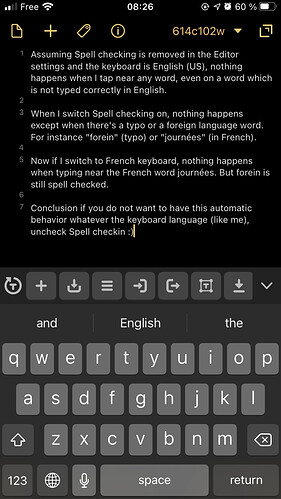 08:26
60 %
614c102w
1 Assuming Spell checking is removed in the Editor
settings and the keyboard is English (US), nothing
happens when I tap near any word, even on a word which
is not typed correctly in English.
2
3 When I switch Spell checking on, nothing happens
except when there's a typo or a foreign language word.
For instance "forein" (typo) or "journées" (in French).
4
5 Now if I switch to French keyboard, nothing happens
when typing near the French word journées. But forein is
still spell checked.
6
7 Conclusion if you do not want to have this automatic
behavior whatever the keyboard language (like me),
uncheck Spell checkin :)
and English the
q w e r t y u i o p
a s d f g h j k l
z x c v b n m
123 space return